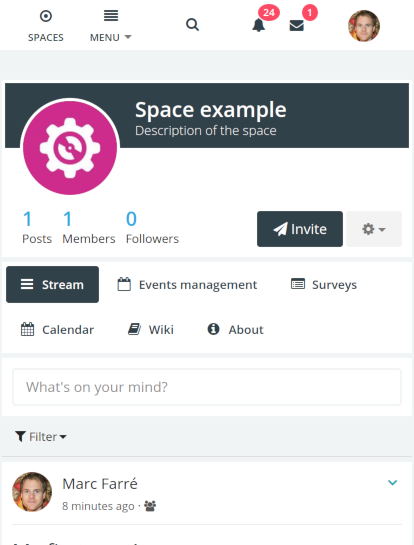 SPACES
MENU
24
1
Space example
Description of the space
1 1 0
Posts Members Followers
Invite
Stream Events management Surveys
Calendar Wiki About
What's on your mind?
Filter
Marc Farré
8 minutes ago ·